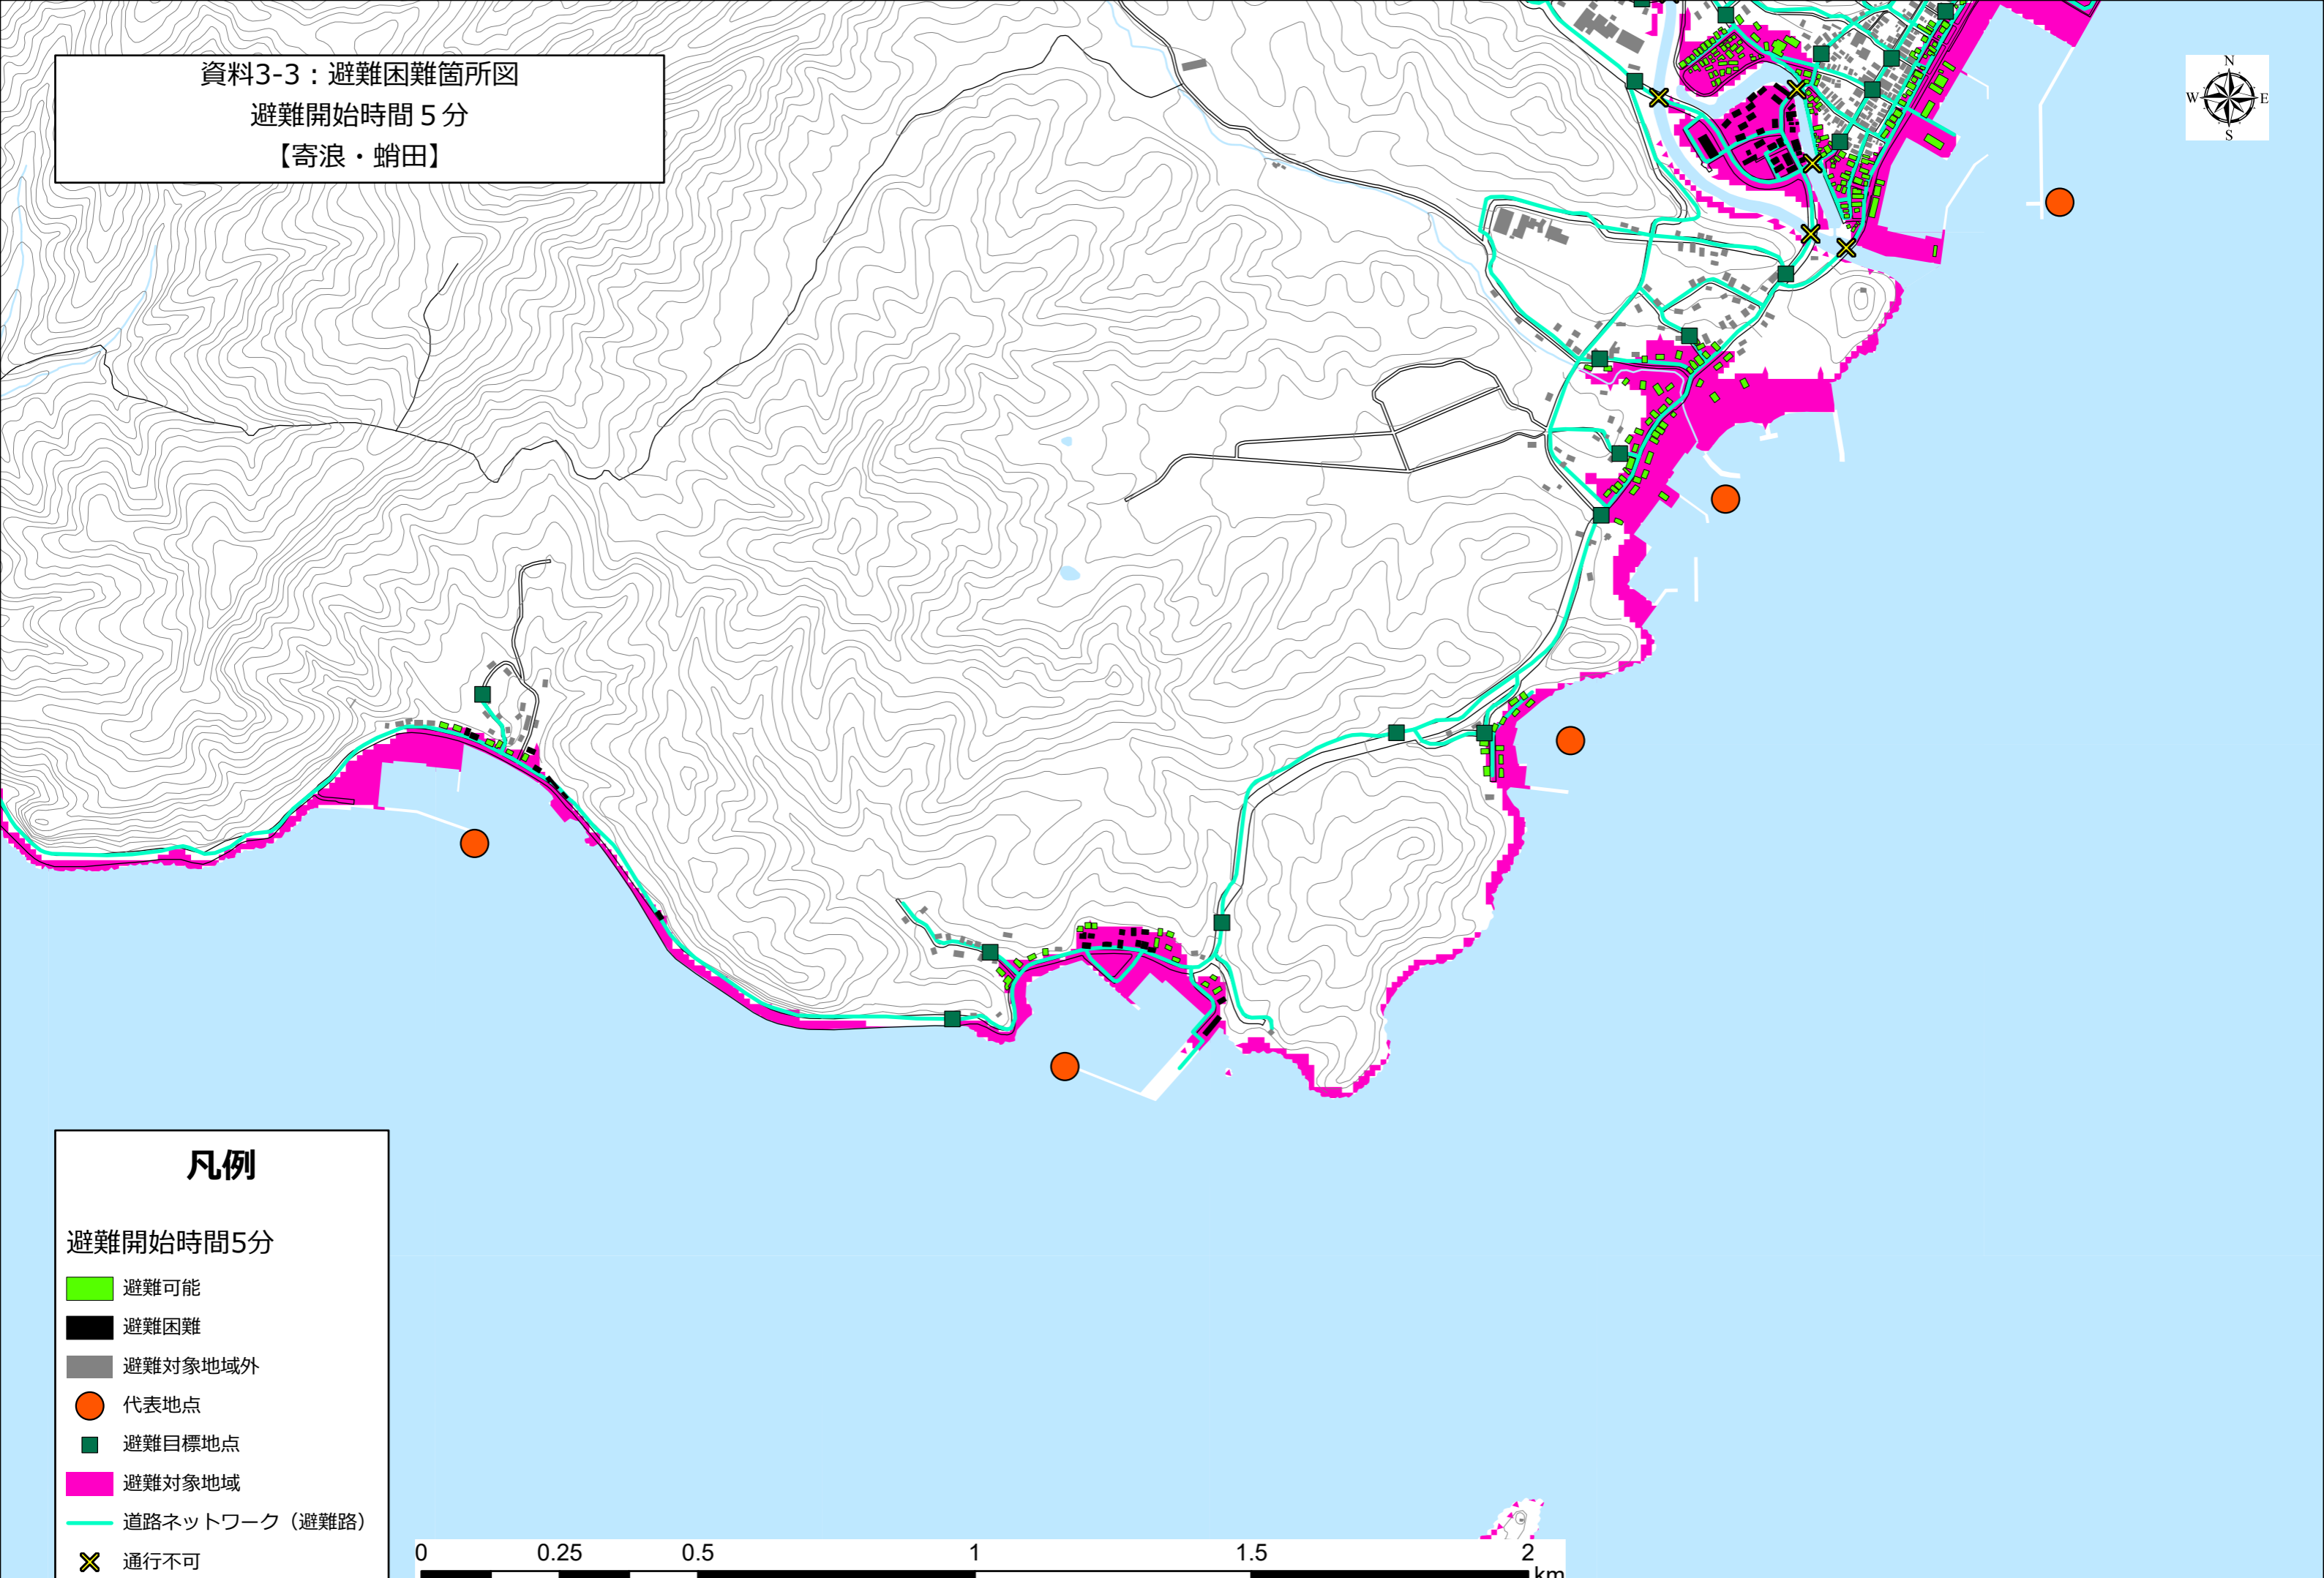 資料3-3：避難困難箇所図
避難開始時間５分
【寄浪・蛸田】
N
W E
S
凡例
避難開始時間5分
避難可能
避難困難
避難対象地域外
代表地点
避難目標地点
避難対象地域
道路ネットワーク（避難路）
通行不可
0 0.25 0.5 1 1.5 2
km